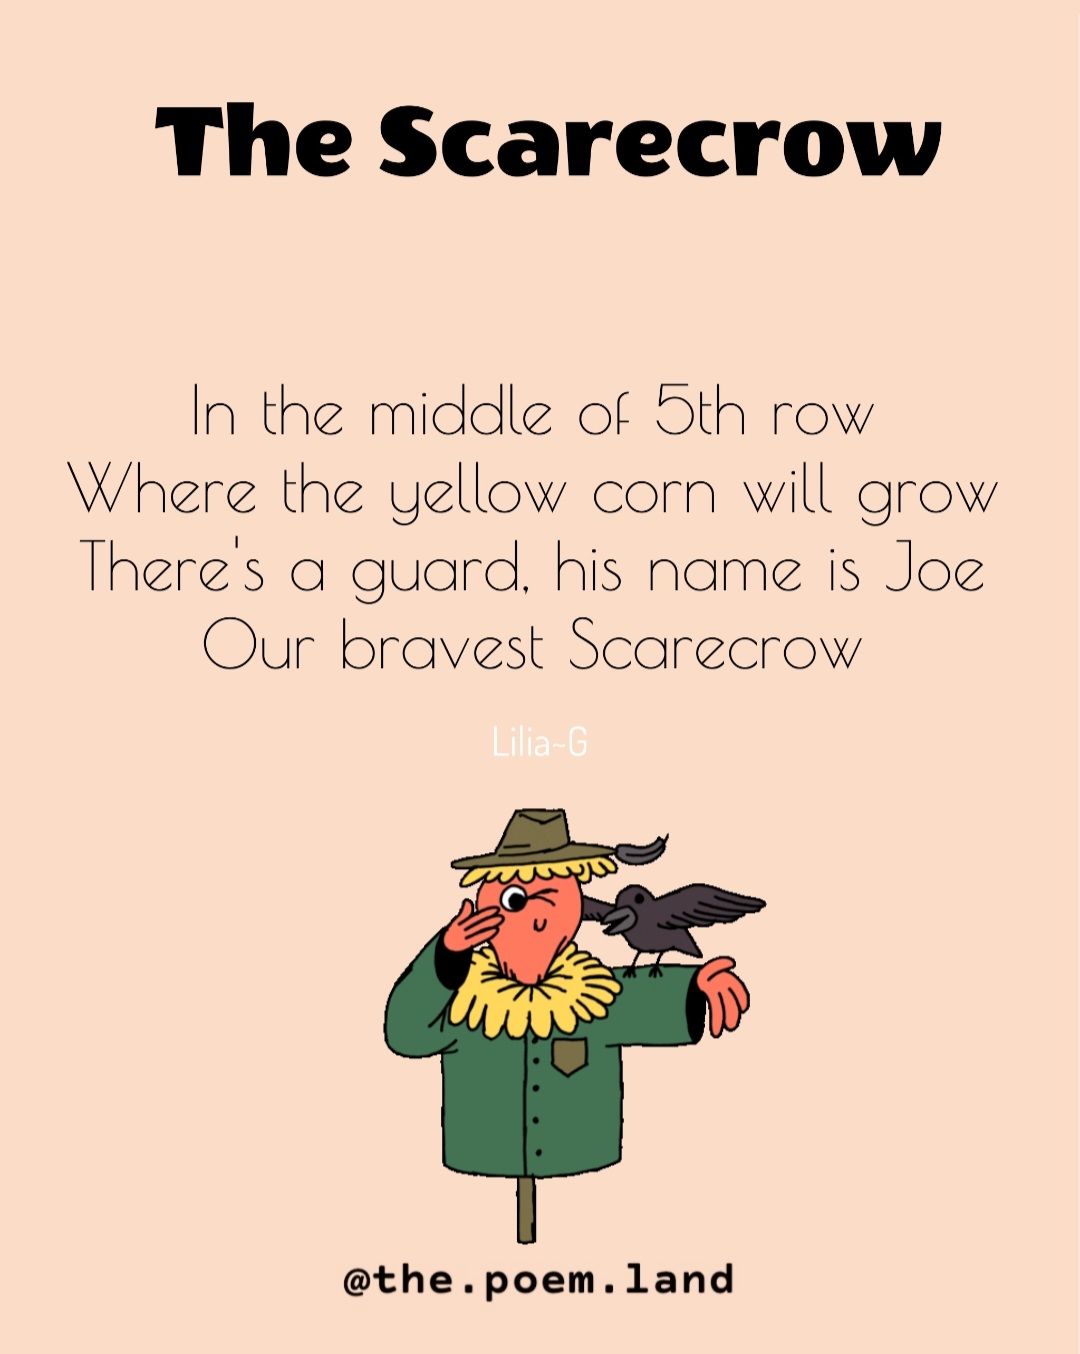 The Scarecrow
In the middle of 5th row
Where the yellow corn will grow
There's a guard, his name is Joe
Our bravest Scarecrow
Lilia~G
@the.poem.land